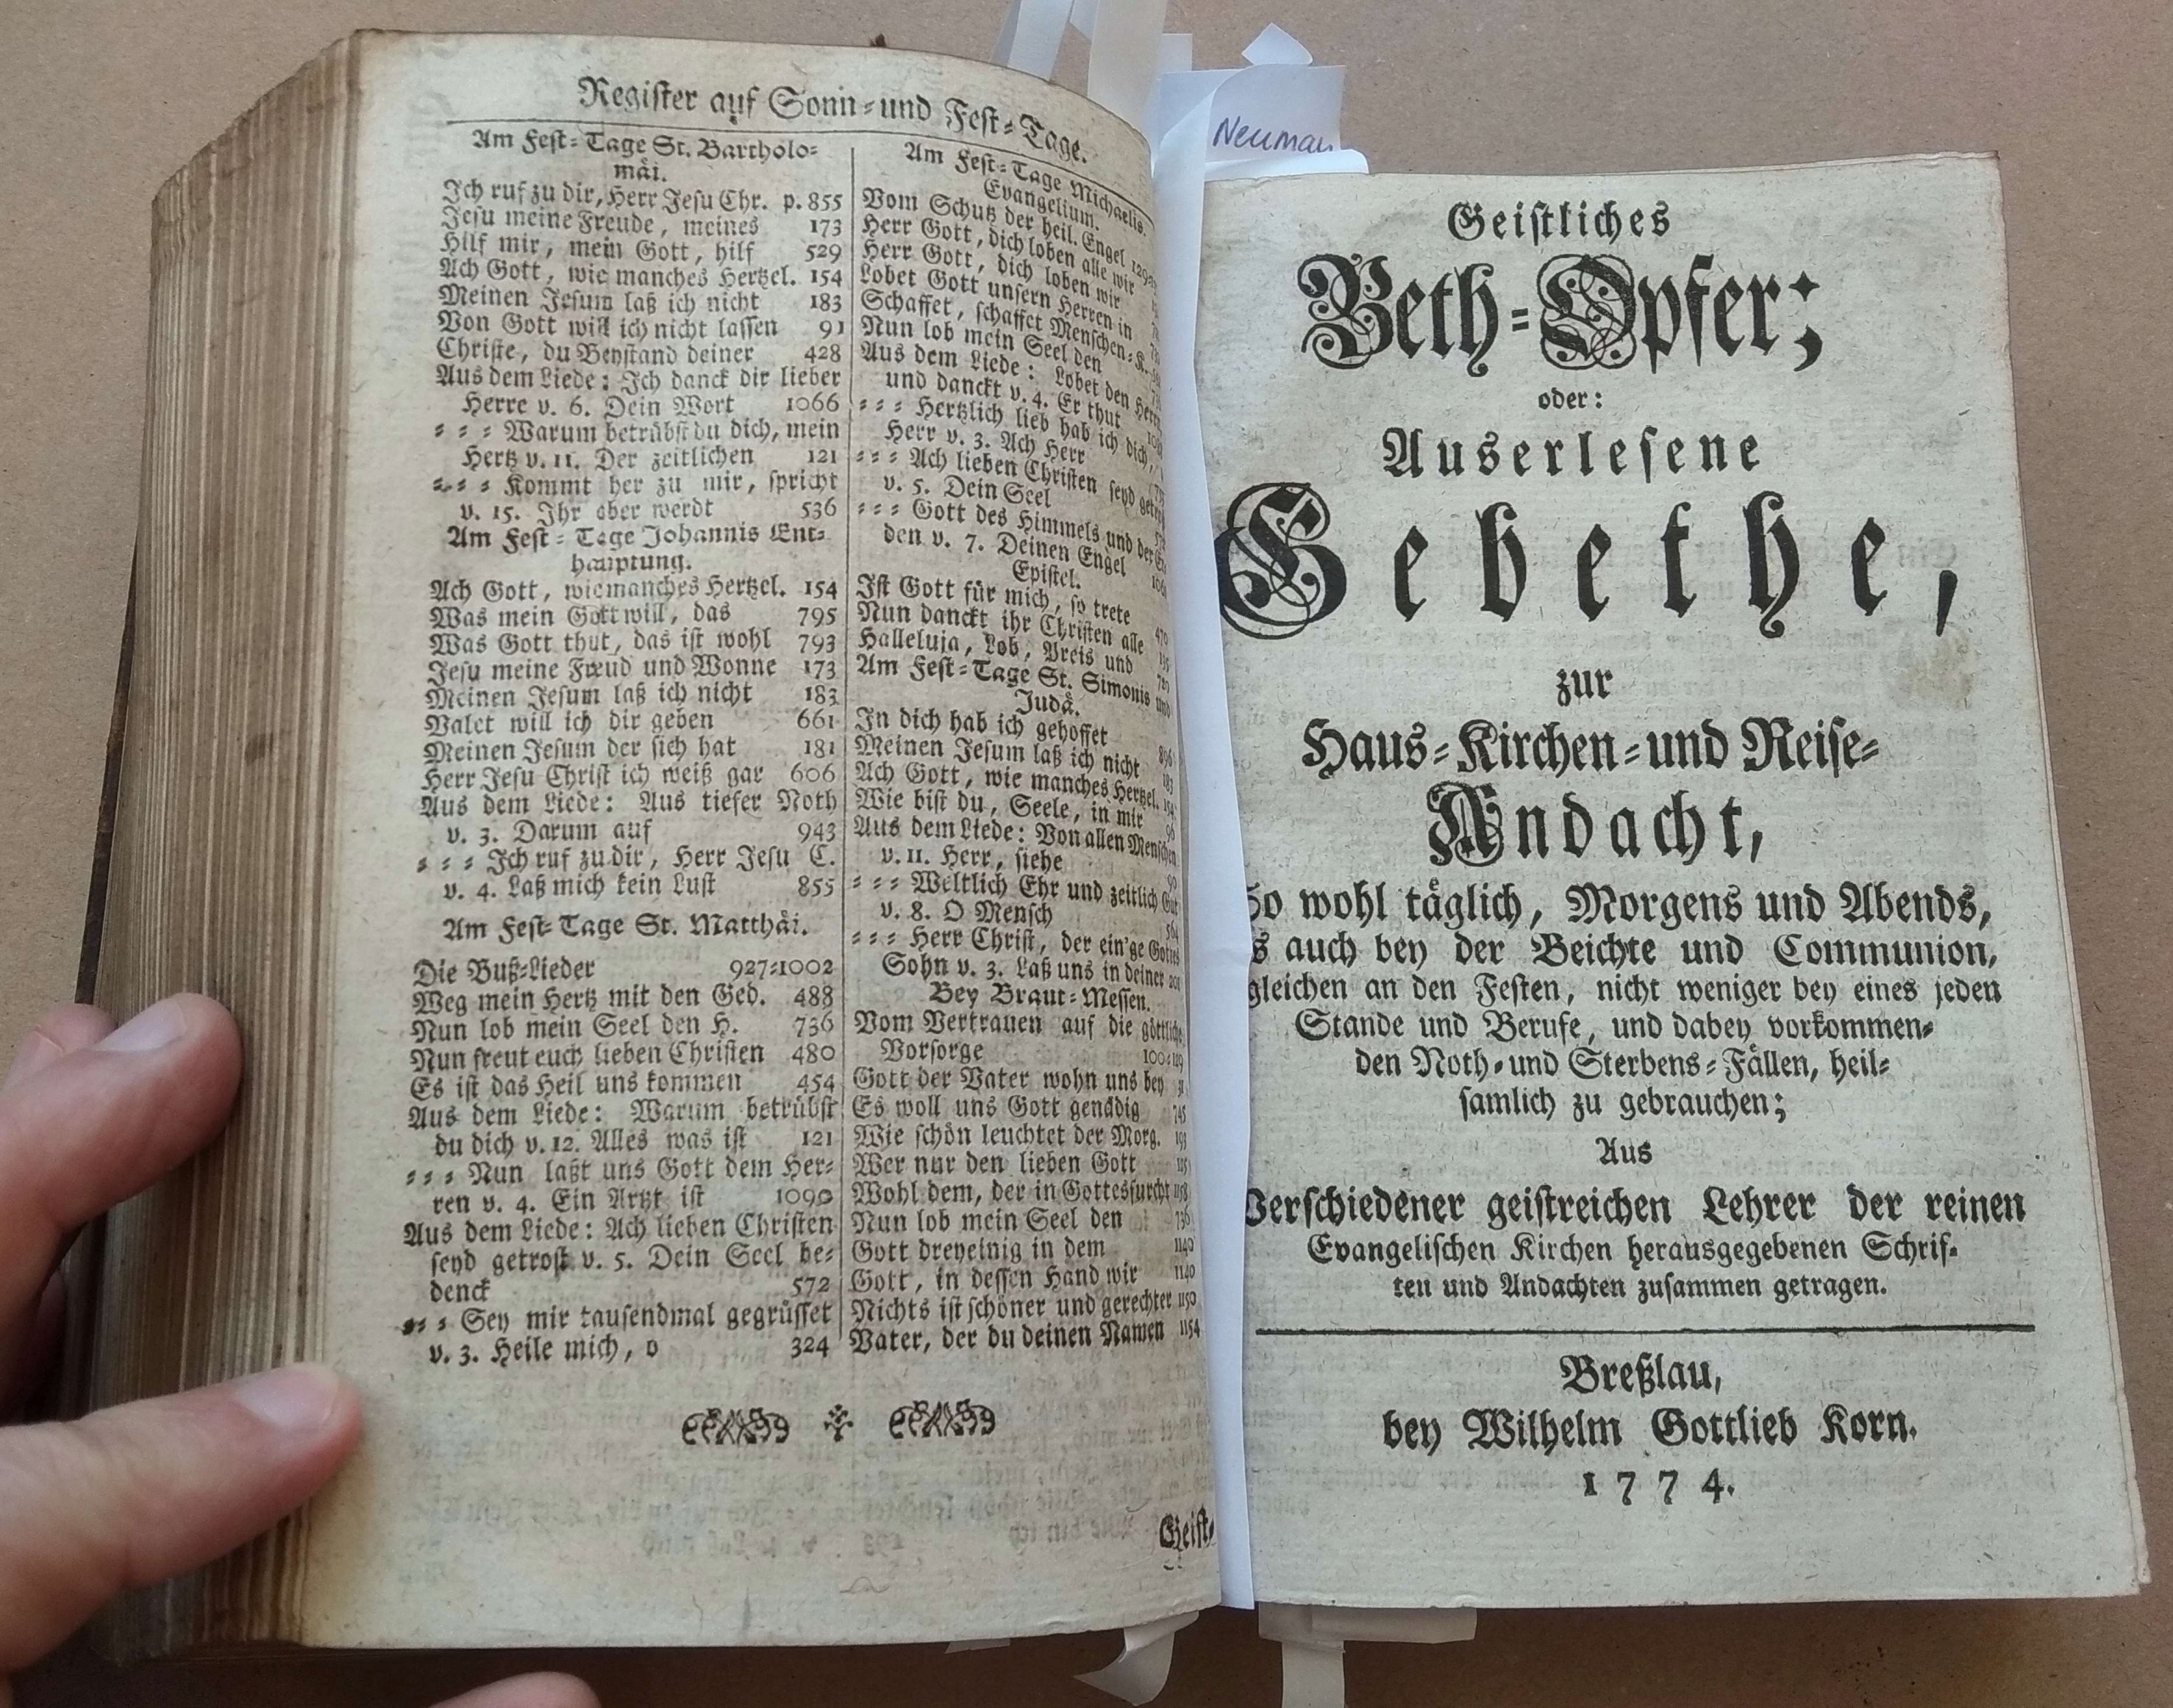 Register auf Sonn-und Fest-Tage.
Am Fest-Tage St. Bartholo-
mäi.
Ich ruf zu dir, Herr Jesu Chr. p. 855
Jesu meine Freude, meines 173
Hilf mir, mein Gott, hilf 529
Ach Gott, wie manches Hertzel. 154
Meinen Jesum laß ich nicht 183
Von Gott will ich nicht lassen 91
Christe, du Beystand deiner 428
Aus dem Liede: Ich danck dir lieber
Herre v. 6. Dein Wort 1066
= = = Warum betrübst du dich, mein
Hertz v. 11. Der zeitlichen 121
= = = Kommt her zu mir, spricht
v. 15. Ihr aber werdt 536
Am Fest-Tage Johannis Ent-
hauptung.
Ach Gott, wie manches Hertzel. 154
Was mein Gott will, das 795
Was Gott thut, das ist wohl 793
Jesu meine Freud und Wonne 173
Meinen Jesum laß ich nicht 183
Valet will ich dir geben 661
Meinen Jesum der sich hat 181
Herr Jesu Christ ich weiß gar 606
Aus dem Liede: Aus tiefer Noth
v. 3. Darum auf 943
= = = Ich ruf zu dir, Herr Jesu C.
v. 4. Laß mich kein Lust 855
Am Fest-Tage St. Matthäi.
Die Buß-Lieder 927-1002
Weg mein Hertz mit den Ged. 488
Nun lob mein Seel den H. 736
Nun freut euch lieben Christen 480
Es ist das Heil uns kommen 454
Aus dem Liede: Warum betrübst
du dich v. 12. Alles was ist 121
= = = Nun laßt uns Gott dem Her-
ren v. 4. Ein Artzt ist 1090
Aus dem Liede: Ach lieben Christen
seyd getrost v. 5. Dein Seel be-
denck 572
= = = Sey mir tausendmal gegrüsset
v. 3. Heile mich, o 324
Am Fest-Tage Michaelis.
Evangelium.
Vom Schutz der heil. Engel
Herr Gott, dich loben alle wir
Herr Gott, dich loben wir
Lobet Gott unsern Herren in
Schaffet, schaffet Menschen-K.
Nun lob mein Seel den
Aus dem Liede: Lobet den Herrn
und danckt v. 4. Er thut
= = = Hertzlich lieb hab ich dich,
Herr v. 3. Ach Herr
= = = Ach lieben Christen seyd
v. 5. Dein Seel
= = = Gott des Himmels und der
den v. 7. Deinen Engel
Epistel.
Ist Gott für mich, so trete
Nun danckt ihr Christen alle
Halleluja, Lob, Preis und
Am Fest-Tage St. Simonis und
Judä.
In dich hab ich gehoffet
Meinen Jesum laß ich nicht 183
Ach Gott, wie manches Hertzel. 154
Wie bist du, Seele, in mir
Aus dem Liede: Von allen Menschen
v. 11. Herr, siehe
= = = Weltlich Ehr und zeitlich Gut
v. 8. O Mensch
= = = Herr Christ, der ein'ge Gottes
Sohn v. 3. Laß uns in deiner
Bey Braut-Messen.
Vom Vertrauen auf die göttliche
Vorsorge
Gott der Vater wohn uns bey
Es woll uns Gott genädig 745
Wie schön leuchtet der Morg.
Wer nur den lieben Gott
Wohl dem, der in Gottesfurcht
Nun lob mein Seel den 736
Gott dreyeinig in dem 1140
Gott, in dessen Hand wir 1140
Nichts ist schöner und gerechter 1150
Vater, der du deinen Namen 1154
Geist-
Neuman
Geistliches
Beth-Opfer;
oder:
Auserlesene
Gebethe,
zur
Haus-Kirchen-und Reise-
Andacht,
So wohl täglich, Morgens und Abends,
s auch bey der Beichte und Communion,
gleichen an den Festen, nicht weniger bey eines jeden
Stande und Berufe, und dabey vorkommen-
den Noth-und Sterbens-Fällen, heil-
samlich zu gebrauchen;
Aus
Verschiedener geistreichen Lehrer der reinen
Evangelischen Kirchen herausgegebenen Schrif-
ten und Andachten zusammen getragen.
Breßlau,
bey Wilhelm Gottlieb Korn.
1774.